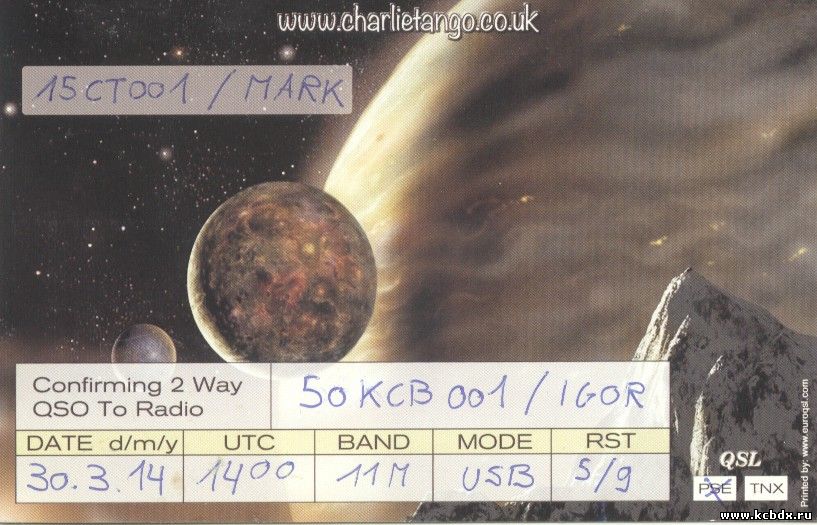 www.charlietango.co.uk
15CT001 / MARK
Confirming 2 Way
QSO To Radio
50KCB001 / IGOR
DATE d/m/y UTC BAND MODE RST
30.3.14 1400 11M USB 5/9
QSL
PSE TNX
Printed by: www.euroqsl.com
www.kcbdx.ru